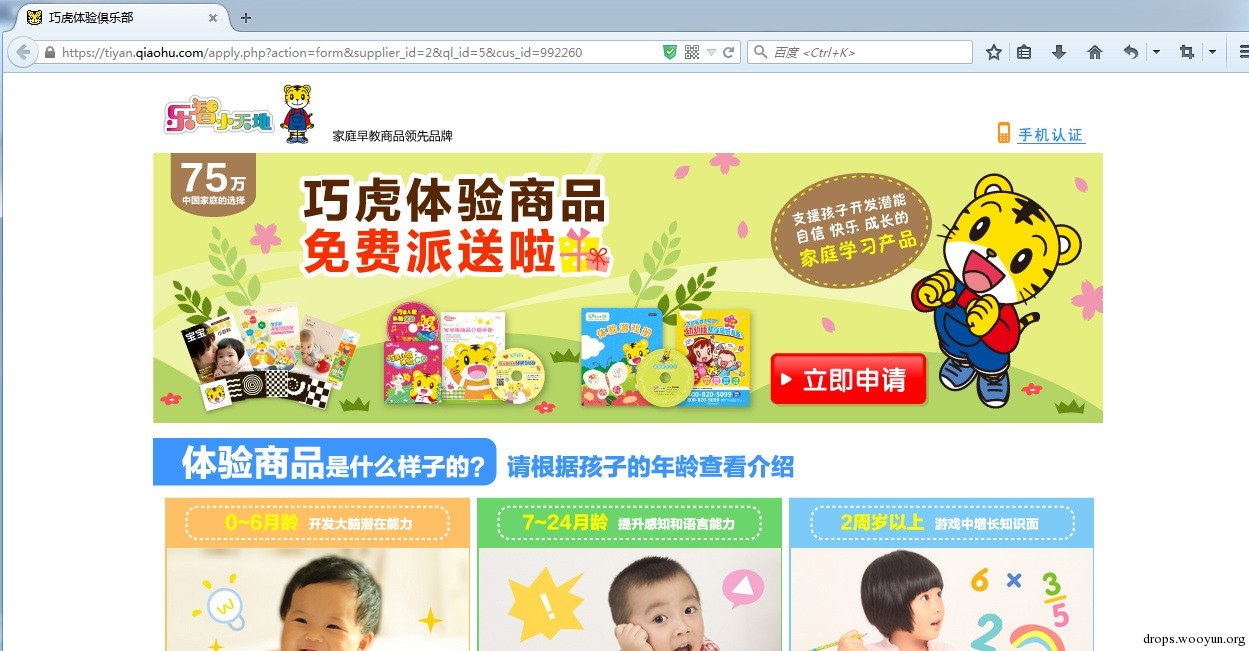 巧虎体验俱乐部
https://tiyan.qiaohu.com/apply.php?action=form&supplier_id=2&ql_id=5&cus_id=992260
百度 <Ctrl+K>
乐智小天地
家庭早教商品领先品牌
手机认证
75万
中国家庭的选择
巧虎体验商品
免费派送啦
支援孩子开发潜能
自信 快乐 成长的
家庭学习产品
宝宝
体验游戏册
800-820-5099
立即申请
体验商品是什么样子的?
请根据孩子的年龄查看介绍
0~6月龄 开发大脑潜在能力
7~24月龄 提升感知和语言能力
2周岁以上 游戏中增长知识面
6 × 3
5
2
drops.wooyun.org